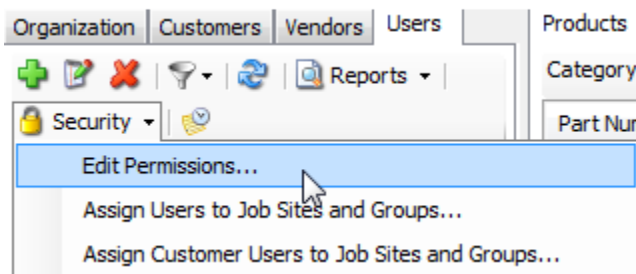 Organization Customers Vendors Users Products
Reports Category
Security Part Nur
Edit Permissions...
Assign Users to Job Sites and Groups...
Assign Customer Users to Job Sites and Groups...